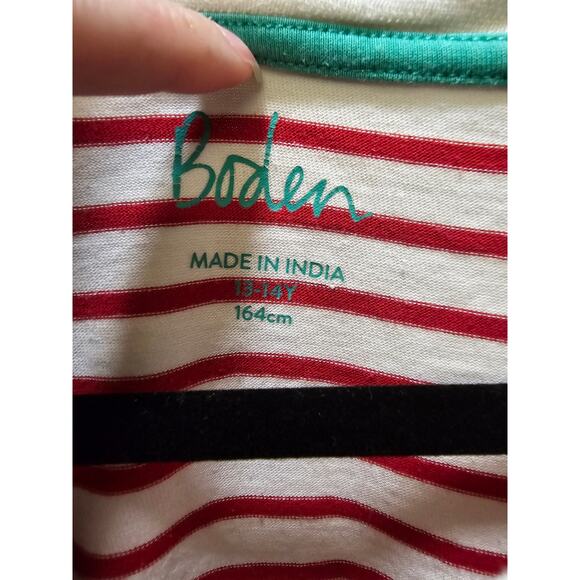 Boden
MADE IN INDIA
13-14Y
164cm